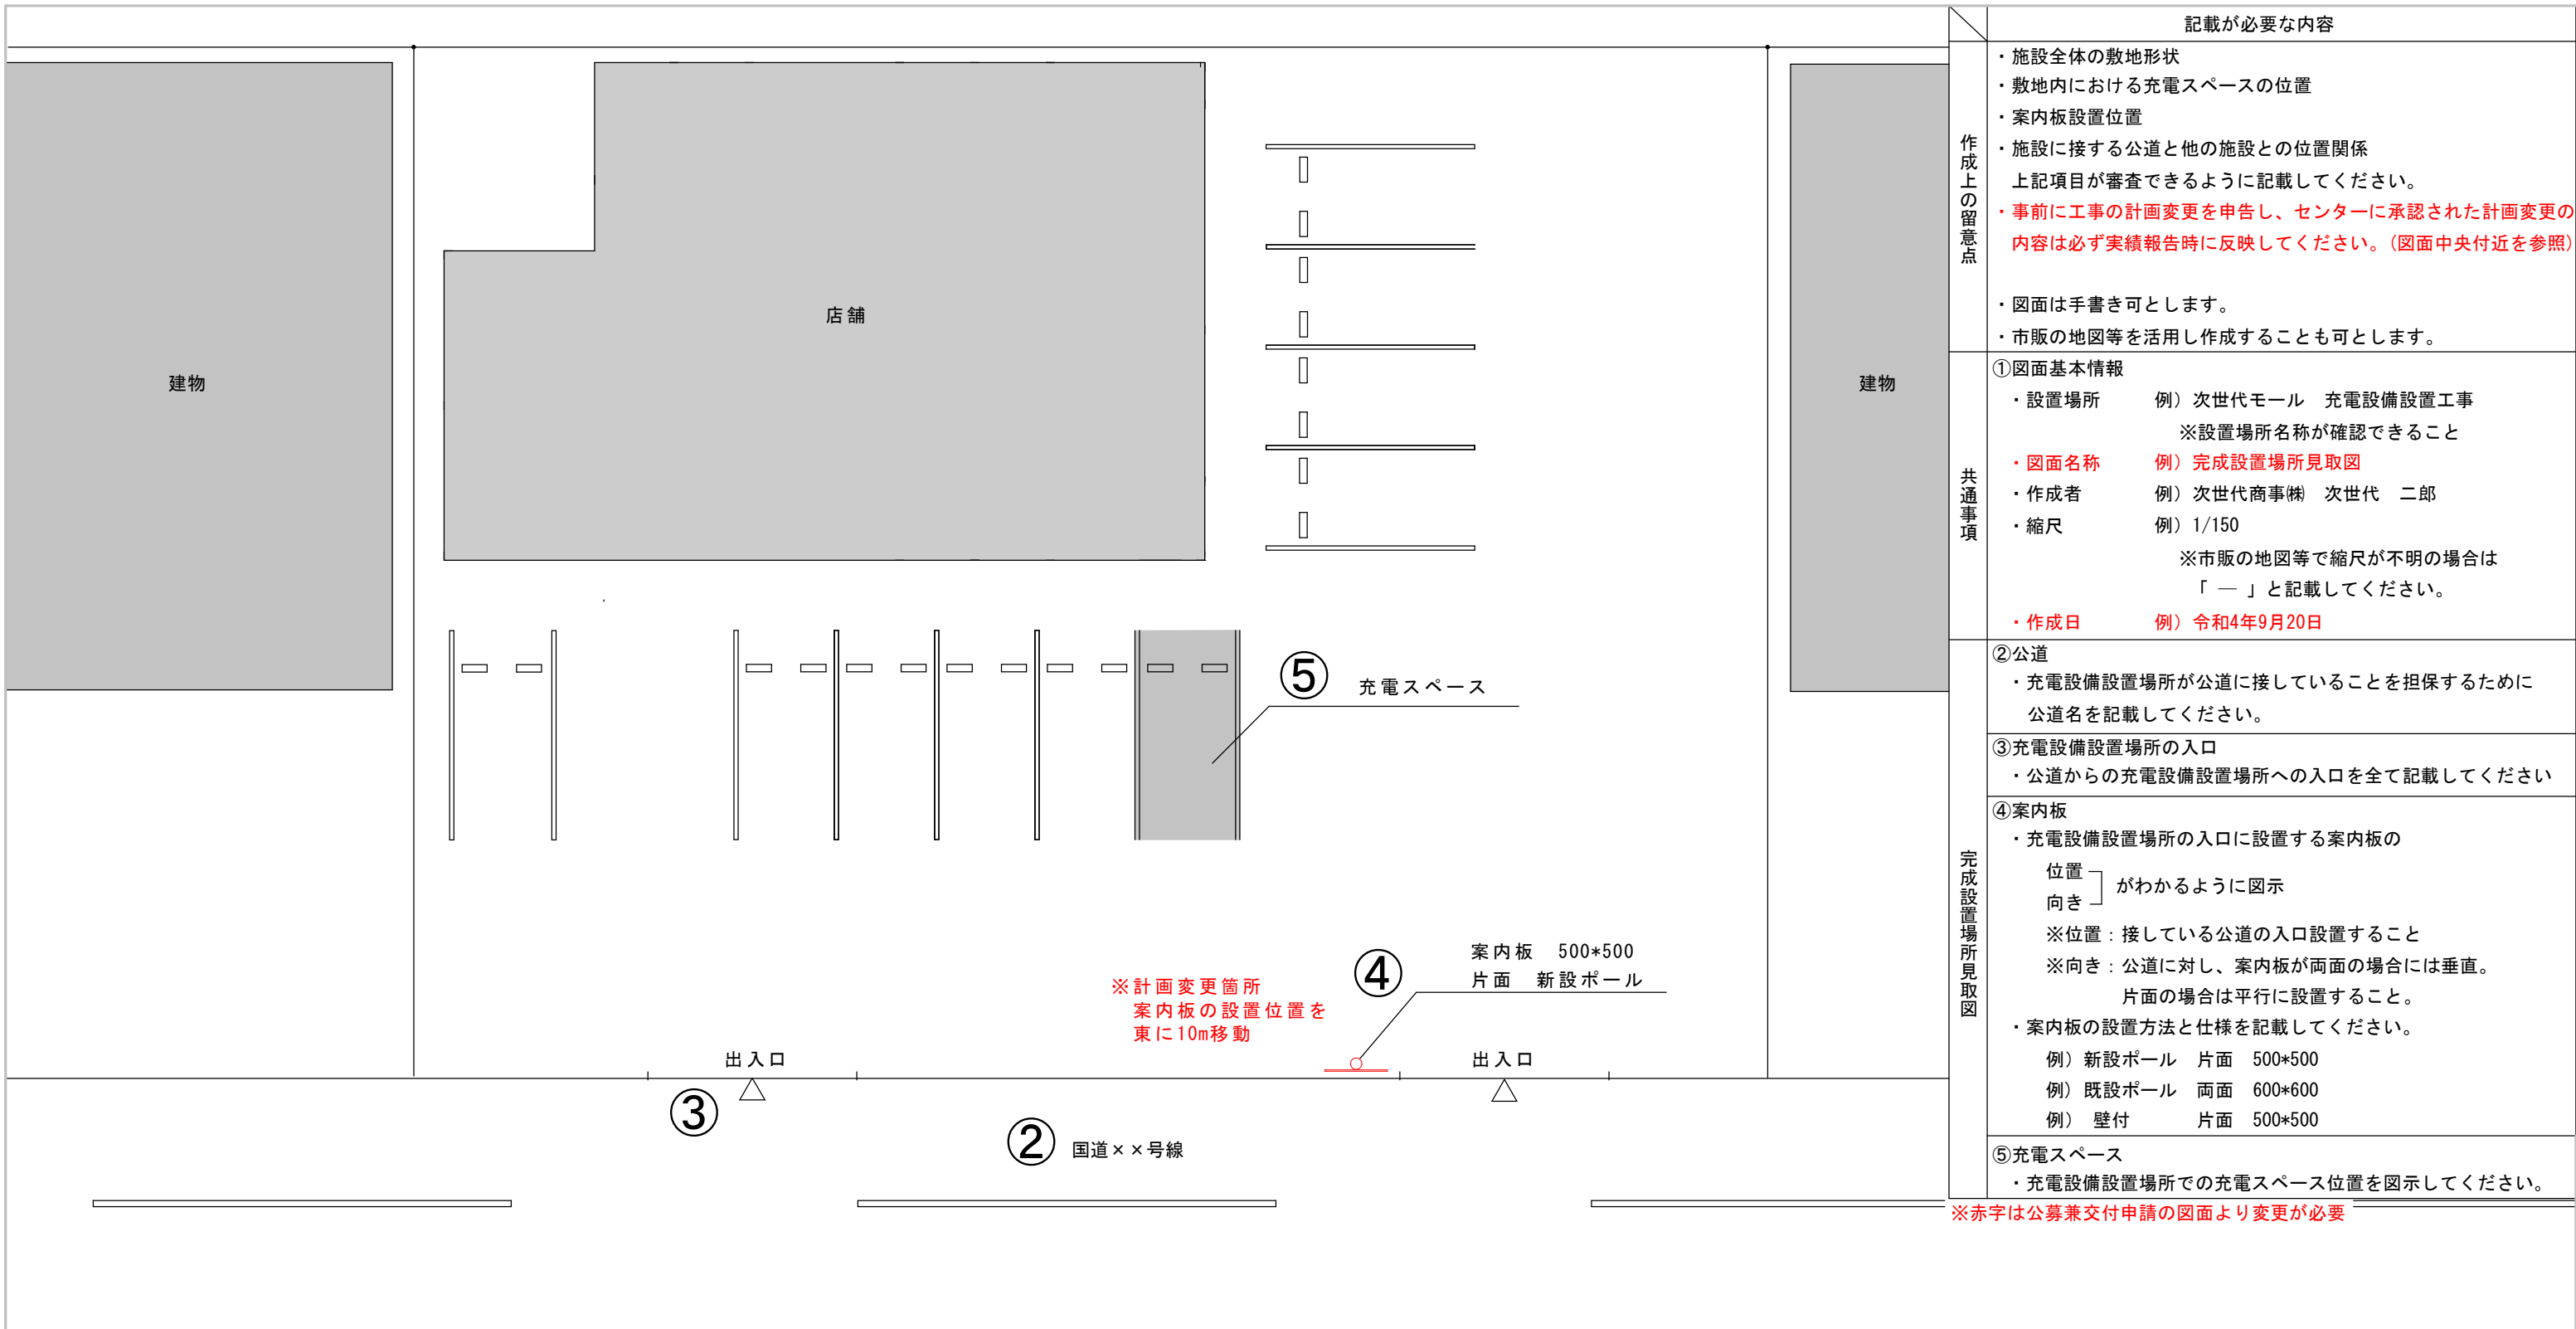 建物
店舗
建物
⑤ 充電スペース
案内板 500*500
④ 片面 新設ポール
※計画変更箇所
案内板の設置位置を
東に10m移動
出入口
出入口
③
② 国道××号線
記載が必要な内容
作成上の留意点
・施設全体の敷地形状
・敷地内における充電スペースの位置
・案内板設置位置
・施設に接する公道と他の施設との位置関係
上記項目が審査できるように記載してください。
・事前に工事の計画変更を申告し、センターに承認された計画変更の
内容は必ず実績報告時に反映してください。(図面中央付近を参照)
・図面は手書き可とします。
・市販の地図等を活用し作成することも可とします。
共通事項
①図面基本情報
・設置場所 例）次世代モール 充電設備設置工事
※設置場所名称が確認できること
・図面名称 例）完成設置場所見取図
・作成者 例）次世代商事㈱ 次世代 二郎
・縮尺 例）1/150
※市販の地図等で縮尺が不明の場合は
「 ― 」と記載してください。
・作成日 例）令和4年9月20日
完成設置場所見取図
②公道
・充電設備設置場所が公道に接していることを担保するために
公道名を記載してください。
③充電設備設置場所の入口
・公道からの充電設備設置場所への入口を全て記載してください
④案内板
・充電設備設置場所の入口に設置する案内板の
位置
向き
がわかるように図示
※位置：接している公道の入口設置すること
※向き：公道に対し、案内板が両面の場合には垂直。
片面の場合は平行に設置すること。
・案内板の設置方法と仕様を記載してください。
例）新設ポール 片面 500*500
例）既設ポール 両面 600*600
例） 壁付 片面 500*500
⑤充電スペース
・充電設備設置場所での充電スペース位置を図示してください。
※赤字は公募兼交付申請の図面より変更が必要